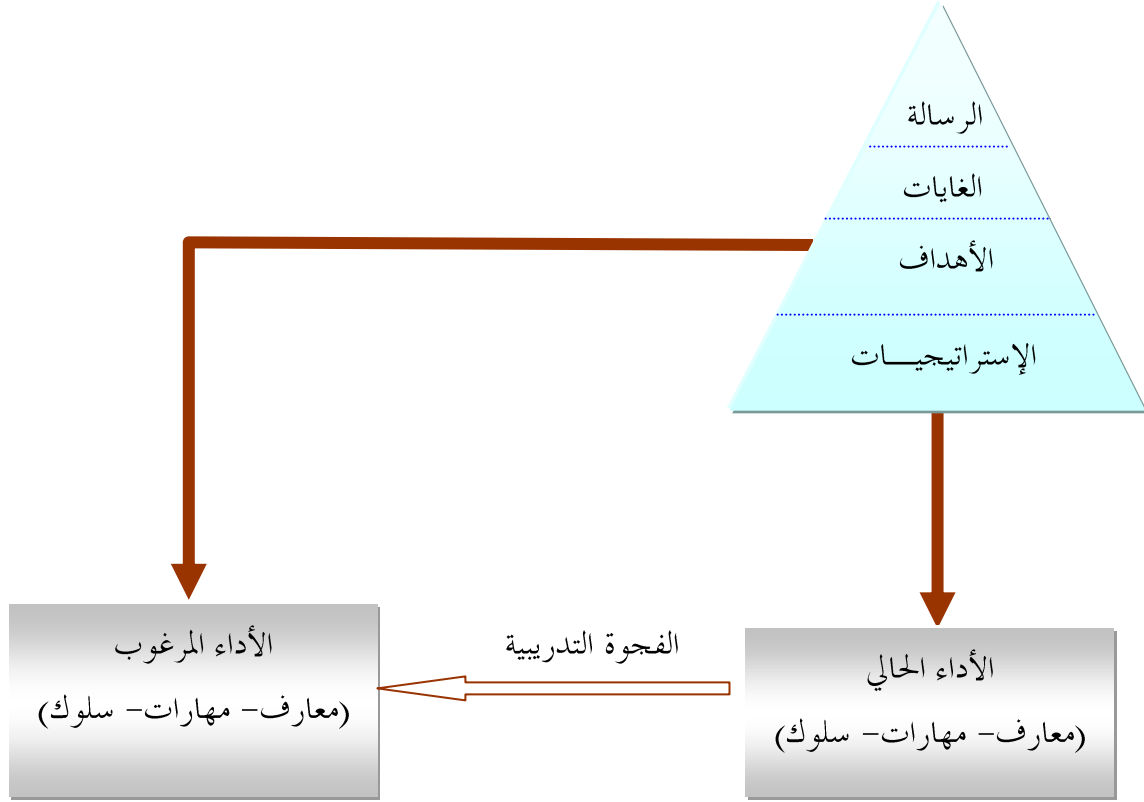 الرسالة
الغايات
الأهداف
الإستراتيجيـــات
الأداء الحالي
(معارف- مهارات- سلوك)
الفجوة التدريبية
الأداء المرغوب
(معارف- مهارات- سلوك)